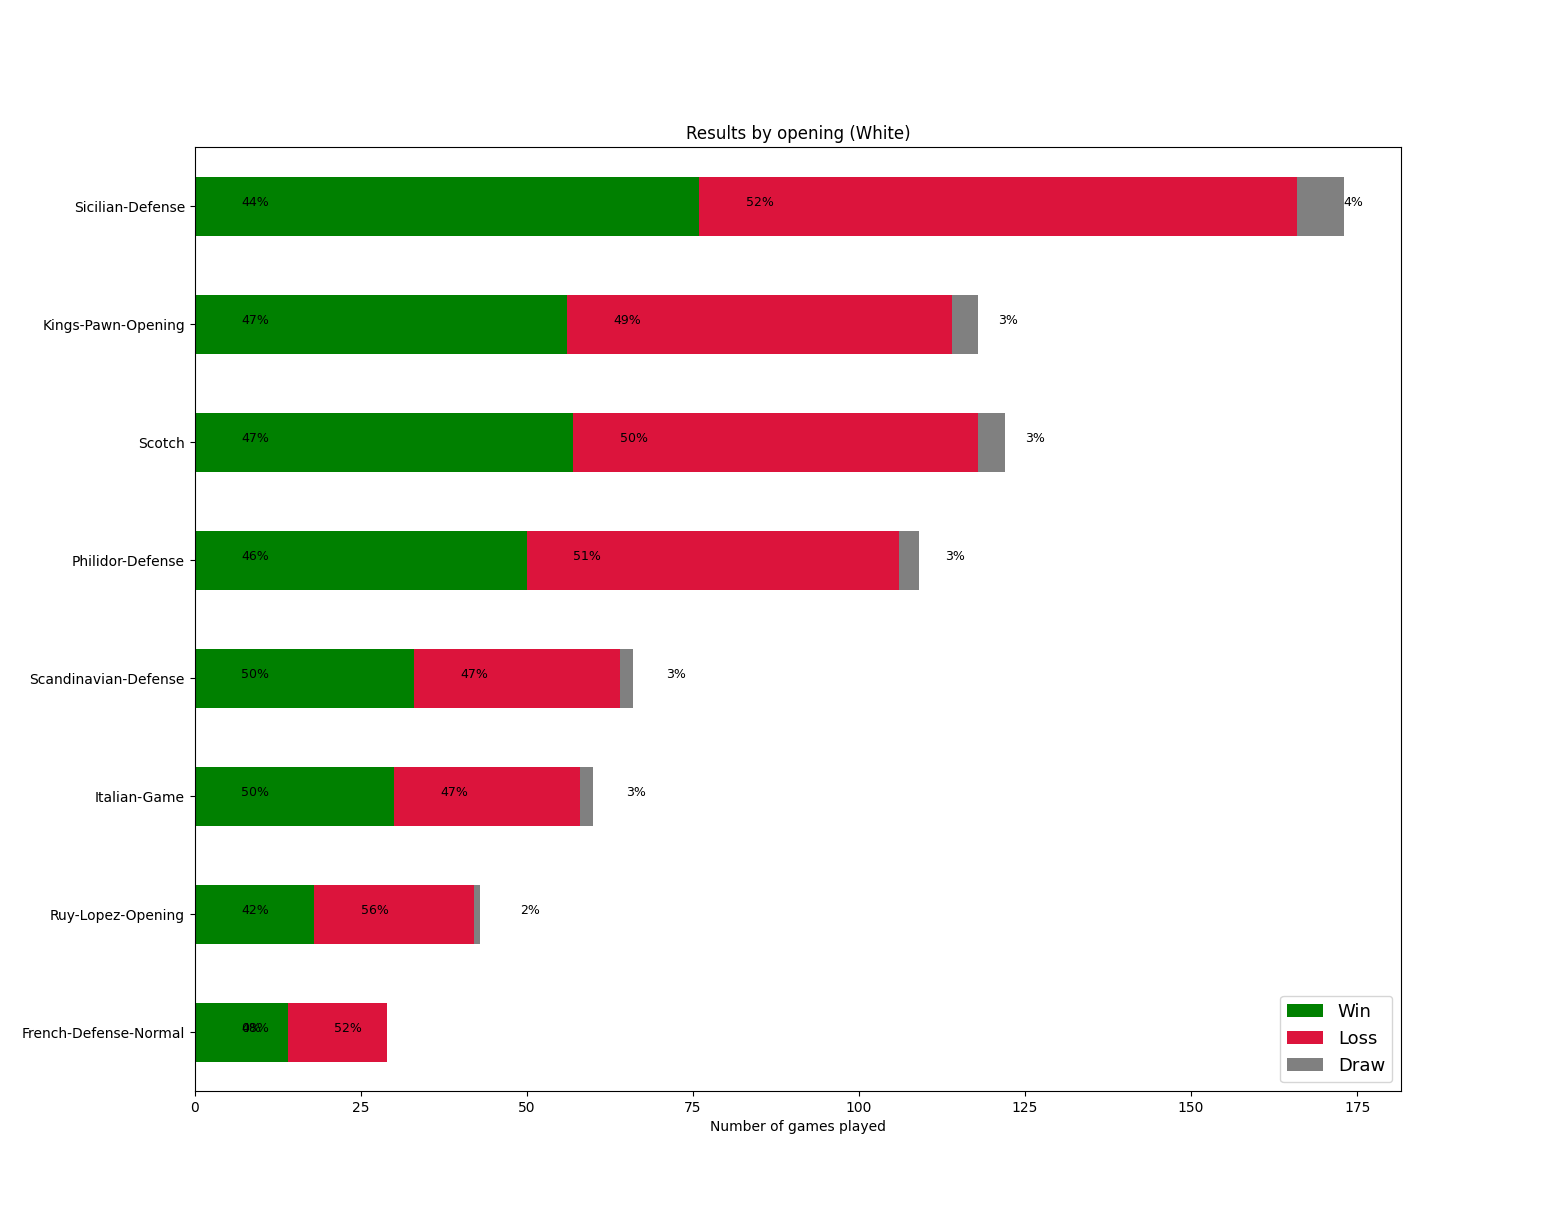 Results by opening (White)
Sicilian-Defense 44% 52% 4%
Kings-Pawn-Opening 47% 49% 3%
Scotch 47% 50% 3%
Philidor-Defense 46% 51% 3%
Scandinavian-Defense 50% 47% 3%
Italian-Game 50% 47% 3%
Ruy-Lopez-Opening 42% 56% 2%
French-Defense-Normal 52%
Win
Loss
Draw
0 25 50 75 100 125 150 175
Number of games played